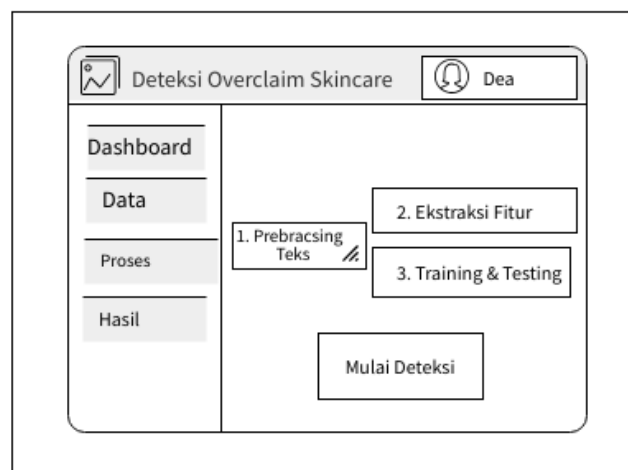 Deteksi Overclaim Skincare
Dea
Dashboard
Data
Proses
Hasil
1. Prebracsing
Teks
2. Ekstraksi Fitur
3. Training & Testing
Mulai Deteksi